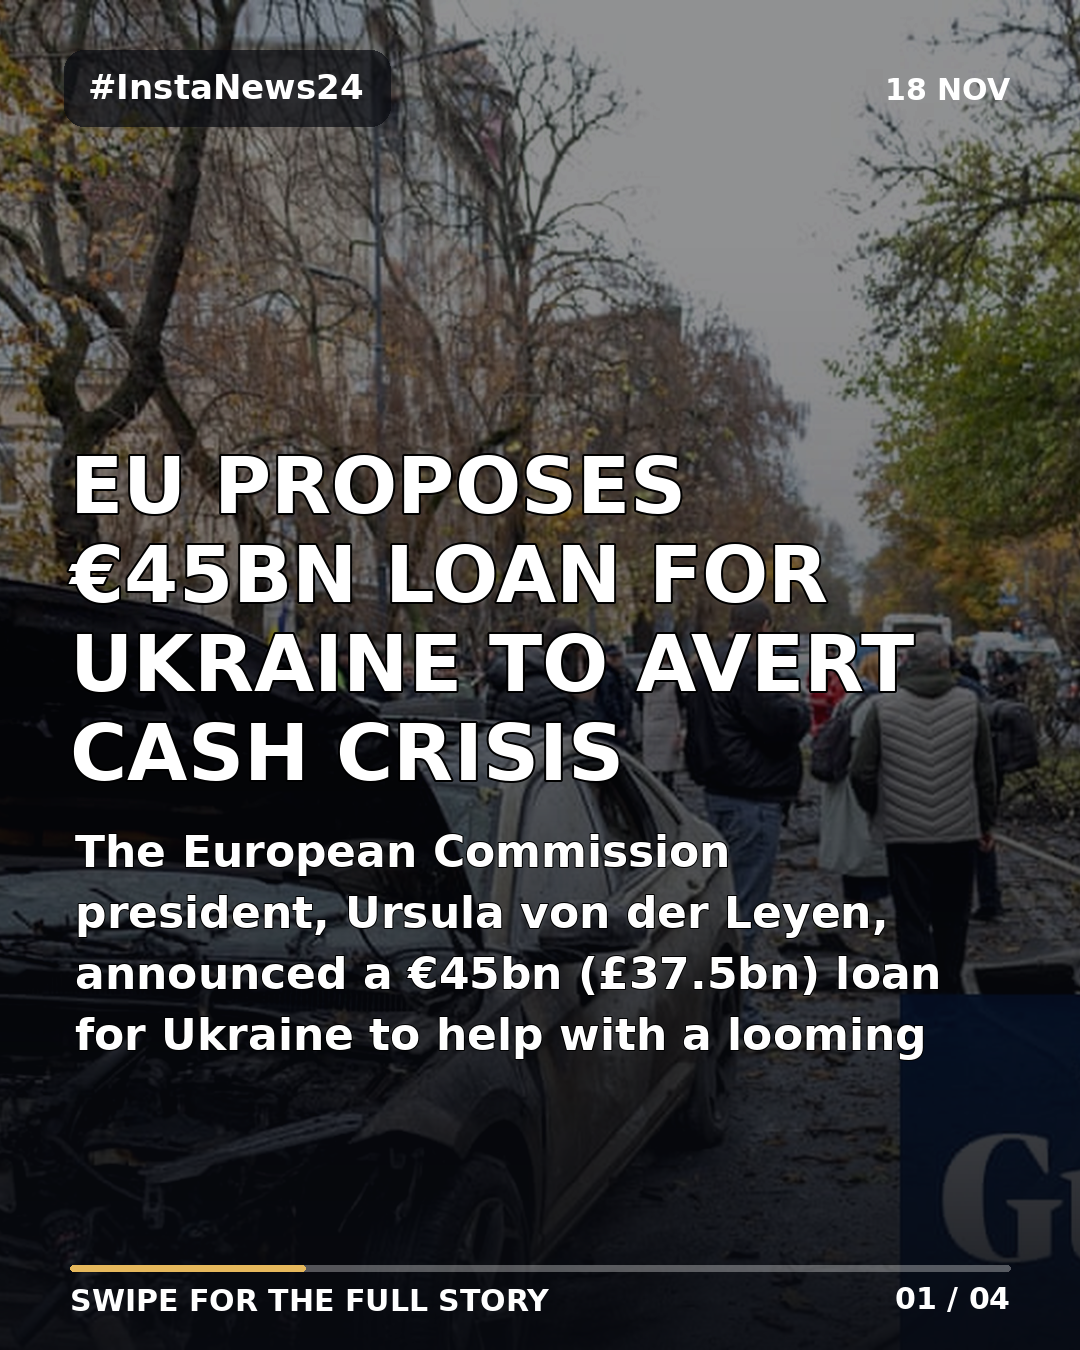 #InstaNews24
18 NOV
EU PROPOSES
€45BN LOAN FOR
UKRAINE TO AVERT
CASH CRISIS
The European Commission
president, Ursula von der Leyen,
announced a €45bn (£37.5bn) loan
for Ukraine to help with a looming
SWIPE FOR THE FULL STORY
01 / 04